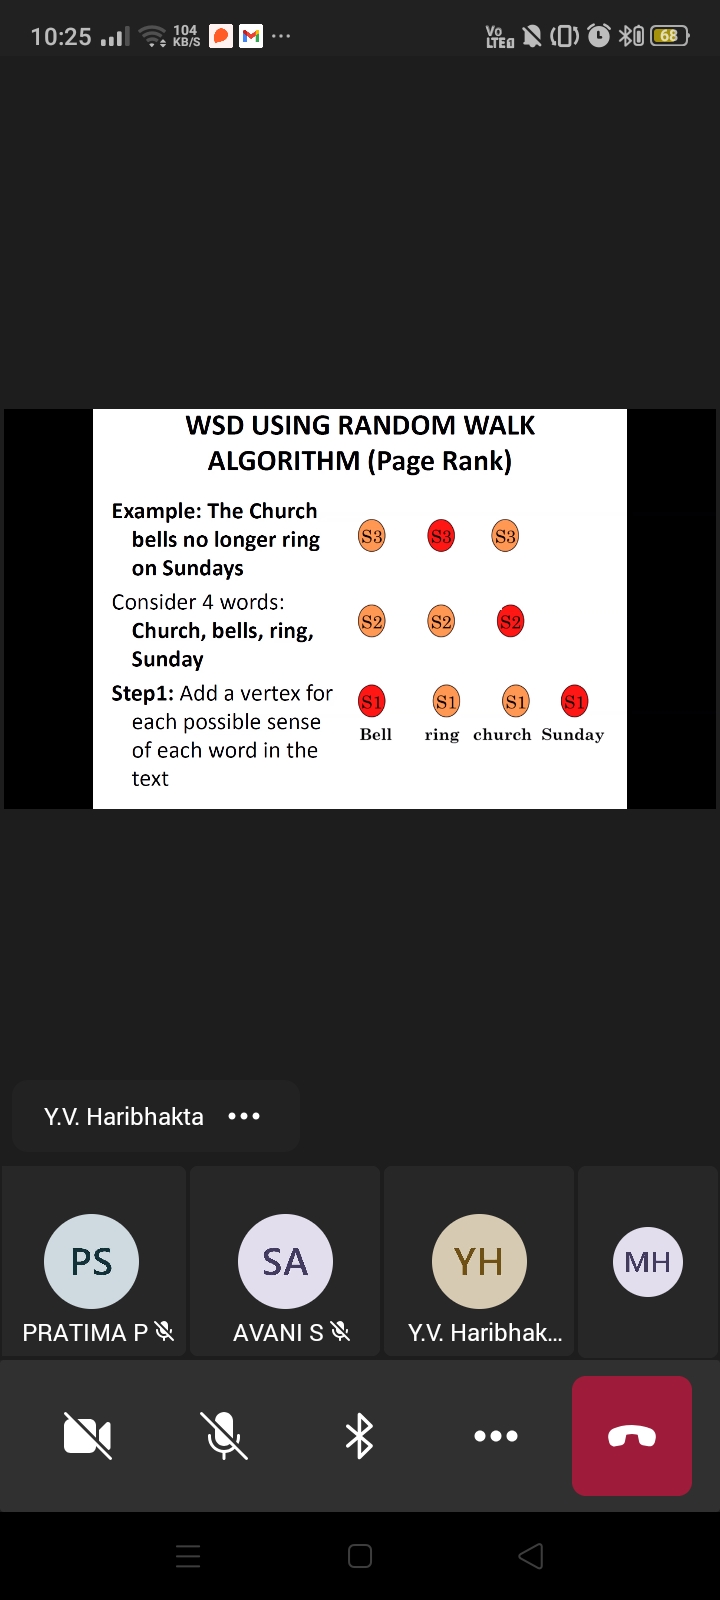 10:25
104
KB/S
Vo
LTE
68
WSD USING RANDOM WALK
ALGORITHM (Page Rank)
Example: The Church
bells no longer ring
on Sundays
Consider 4 words:
Church, bells, ring,
Sunday
Step1: Add a vertex for
each possible sense
of each word in the
text
S3 S3 S3
S2 S2 S2
S1 S1 S1 S1
Bell ring church Sunday
Y.V. Haribhakta
PS SA YH MH
PRATIMA P AVANI S Y.V. Haribhak...